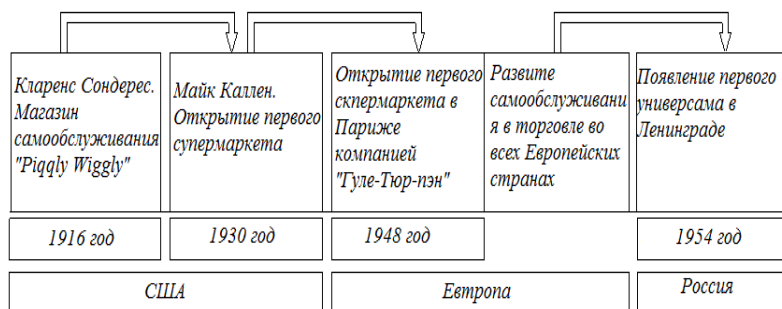 Кларенс Сондерес.
Магазин
самообслуживания
"Piqqly Wiggly"
Майк Каллен.
Открытие первого
супермаркета
Открытие первого
скпермаркета в
Париже
компанией
"Гуле-Тюр-пэн"
Развите
самообслуживани
я в торговле во
всех Европейских
странах
Появление первого
универсама в
Ленинграде
1916 год
1930 год
1948 год
1954 год
США
Евтропа
Россия